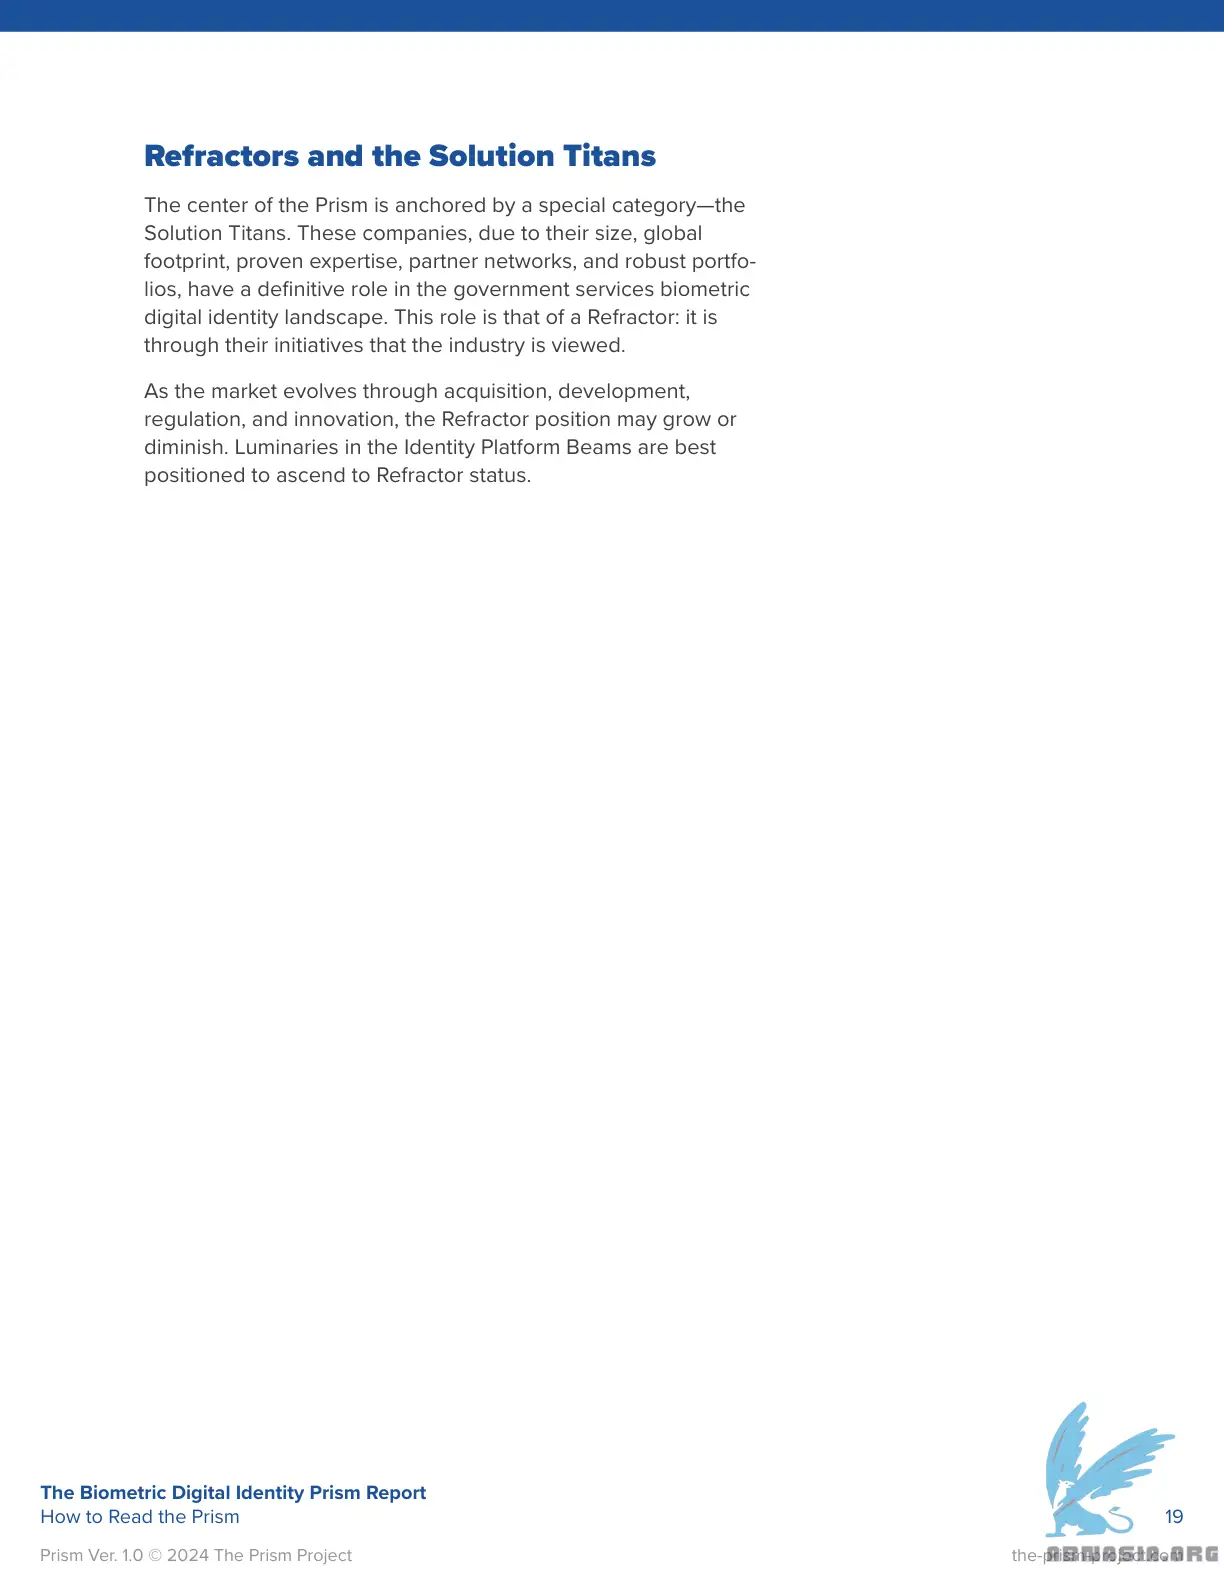 Refractors and the Solution Titans
The center of the Prism is anchored by a special category—the
Solution Titans. These companies, due to their size, global
footprint, proven expertise, partner networks, and robust portfo-
lios, have a definitive role in the government services biometric
digital identity landscape. This role is that of a Refractor: it is
through their initiatives that the industry is viewed.
As the market evolves through acquisition, development,
regulation, and innovation, the Refractor position may grow or
diminish. Luminaries in the Identity Platform Beams are best
positioned to ascend to Refractor status.
The Biometric Digital Identity Prism Report
How to Read the Prism
19
Prism Ver. 1.0 © 2024 The Prism Project
the-prism-project.com